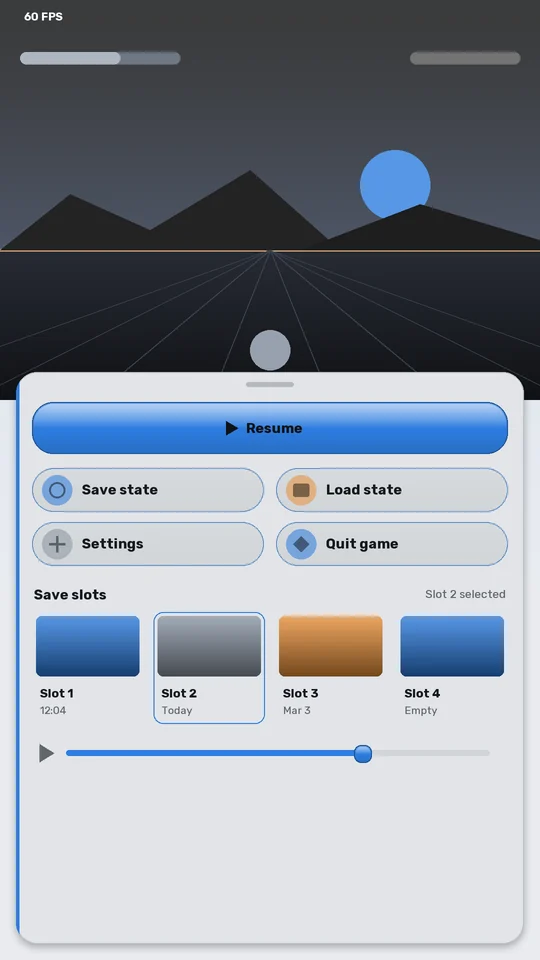 60 FPS
Resume
Save state
Load state
Settings
Quit game
Save slots
Slot 2 selected
Slot 1
12:04
Slot 2
Today
Slot 3
Mar 3
Slot 4
Empty